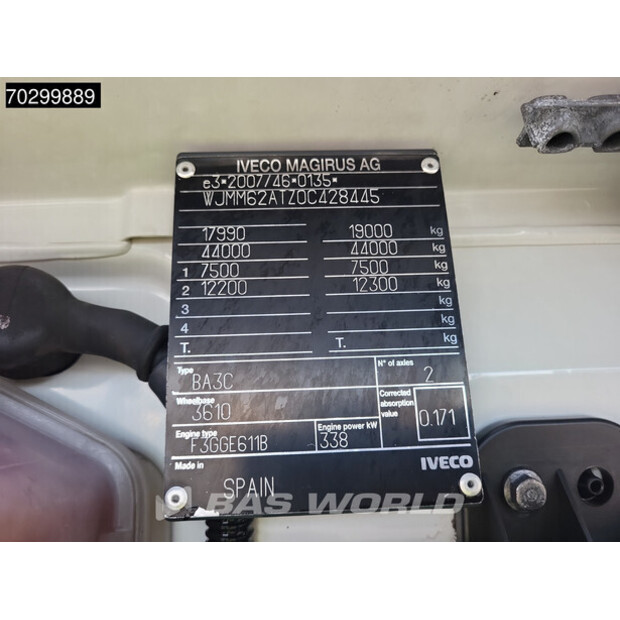 70299889
IVECO MAGIRUS AG
e3*2007746*0135*
WJMM62ATZ0C428445
17990 19000 kg
44000 44000 kg
1 7500 7500 kg
2 12200 12300 kg
3 kg
4 kg
T. T. kg
Type BA3C N° of axles 2
Wheelbase 3610 Corrected absorption value 0.171
Engine type F3GGE611B Engine power kW 338
Made in SPAIN IVECO
BAS WORLD